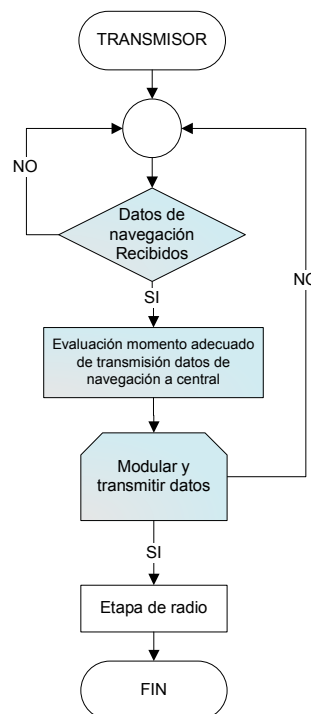 TRANSMISOR
NO
Datos de
navegación
Recibidos
NO
SI
Evaluación momento adecuado
de transmisión datos de
navegación a central
Modular y
transmitir datos
SI
Etapa de radio
FIN